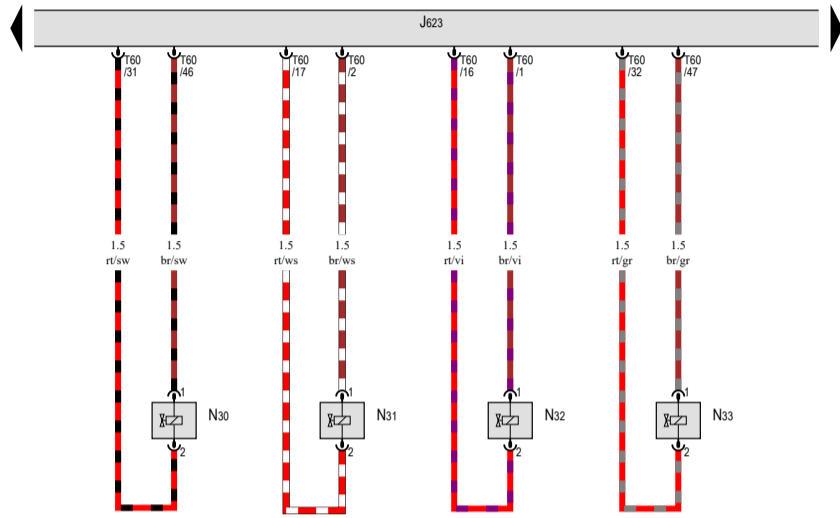 J623
T60 T60 T60 T60 T60 T60 T60 T60
/31 /46 /17 /2 /16 /1 /32 /47
1.5 1.5 1.5 1.5 1.5 1.5 1.5 1.5
rt/sw br/sw rt/ws br/ws rt/vi br/vi rt/gr br/gr
1 1 1 1
N30 N31 N32 N33
2 2 2 2